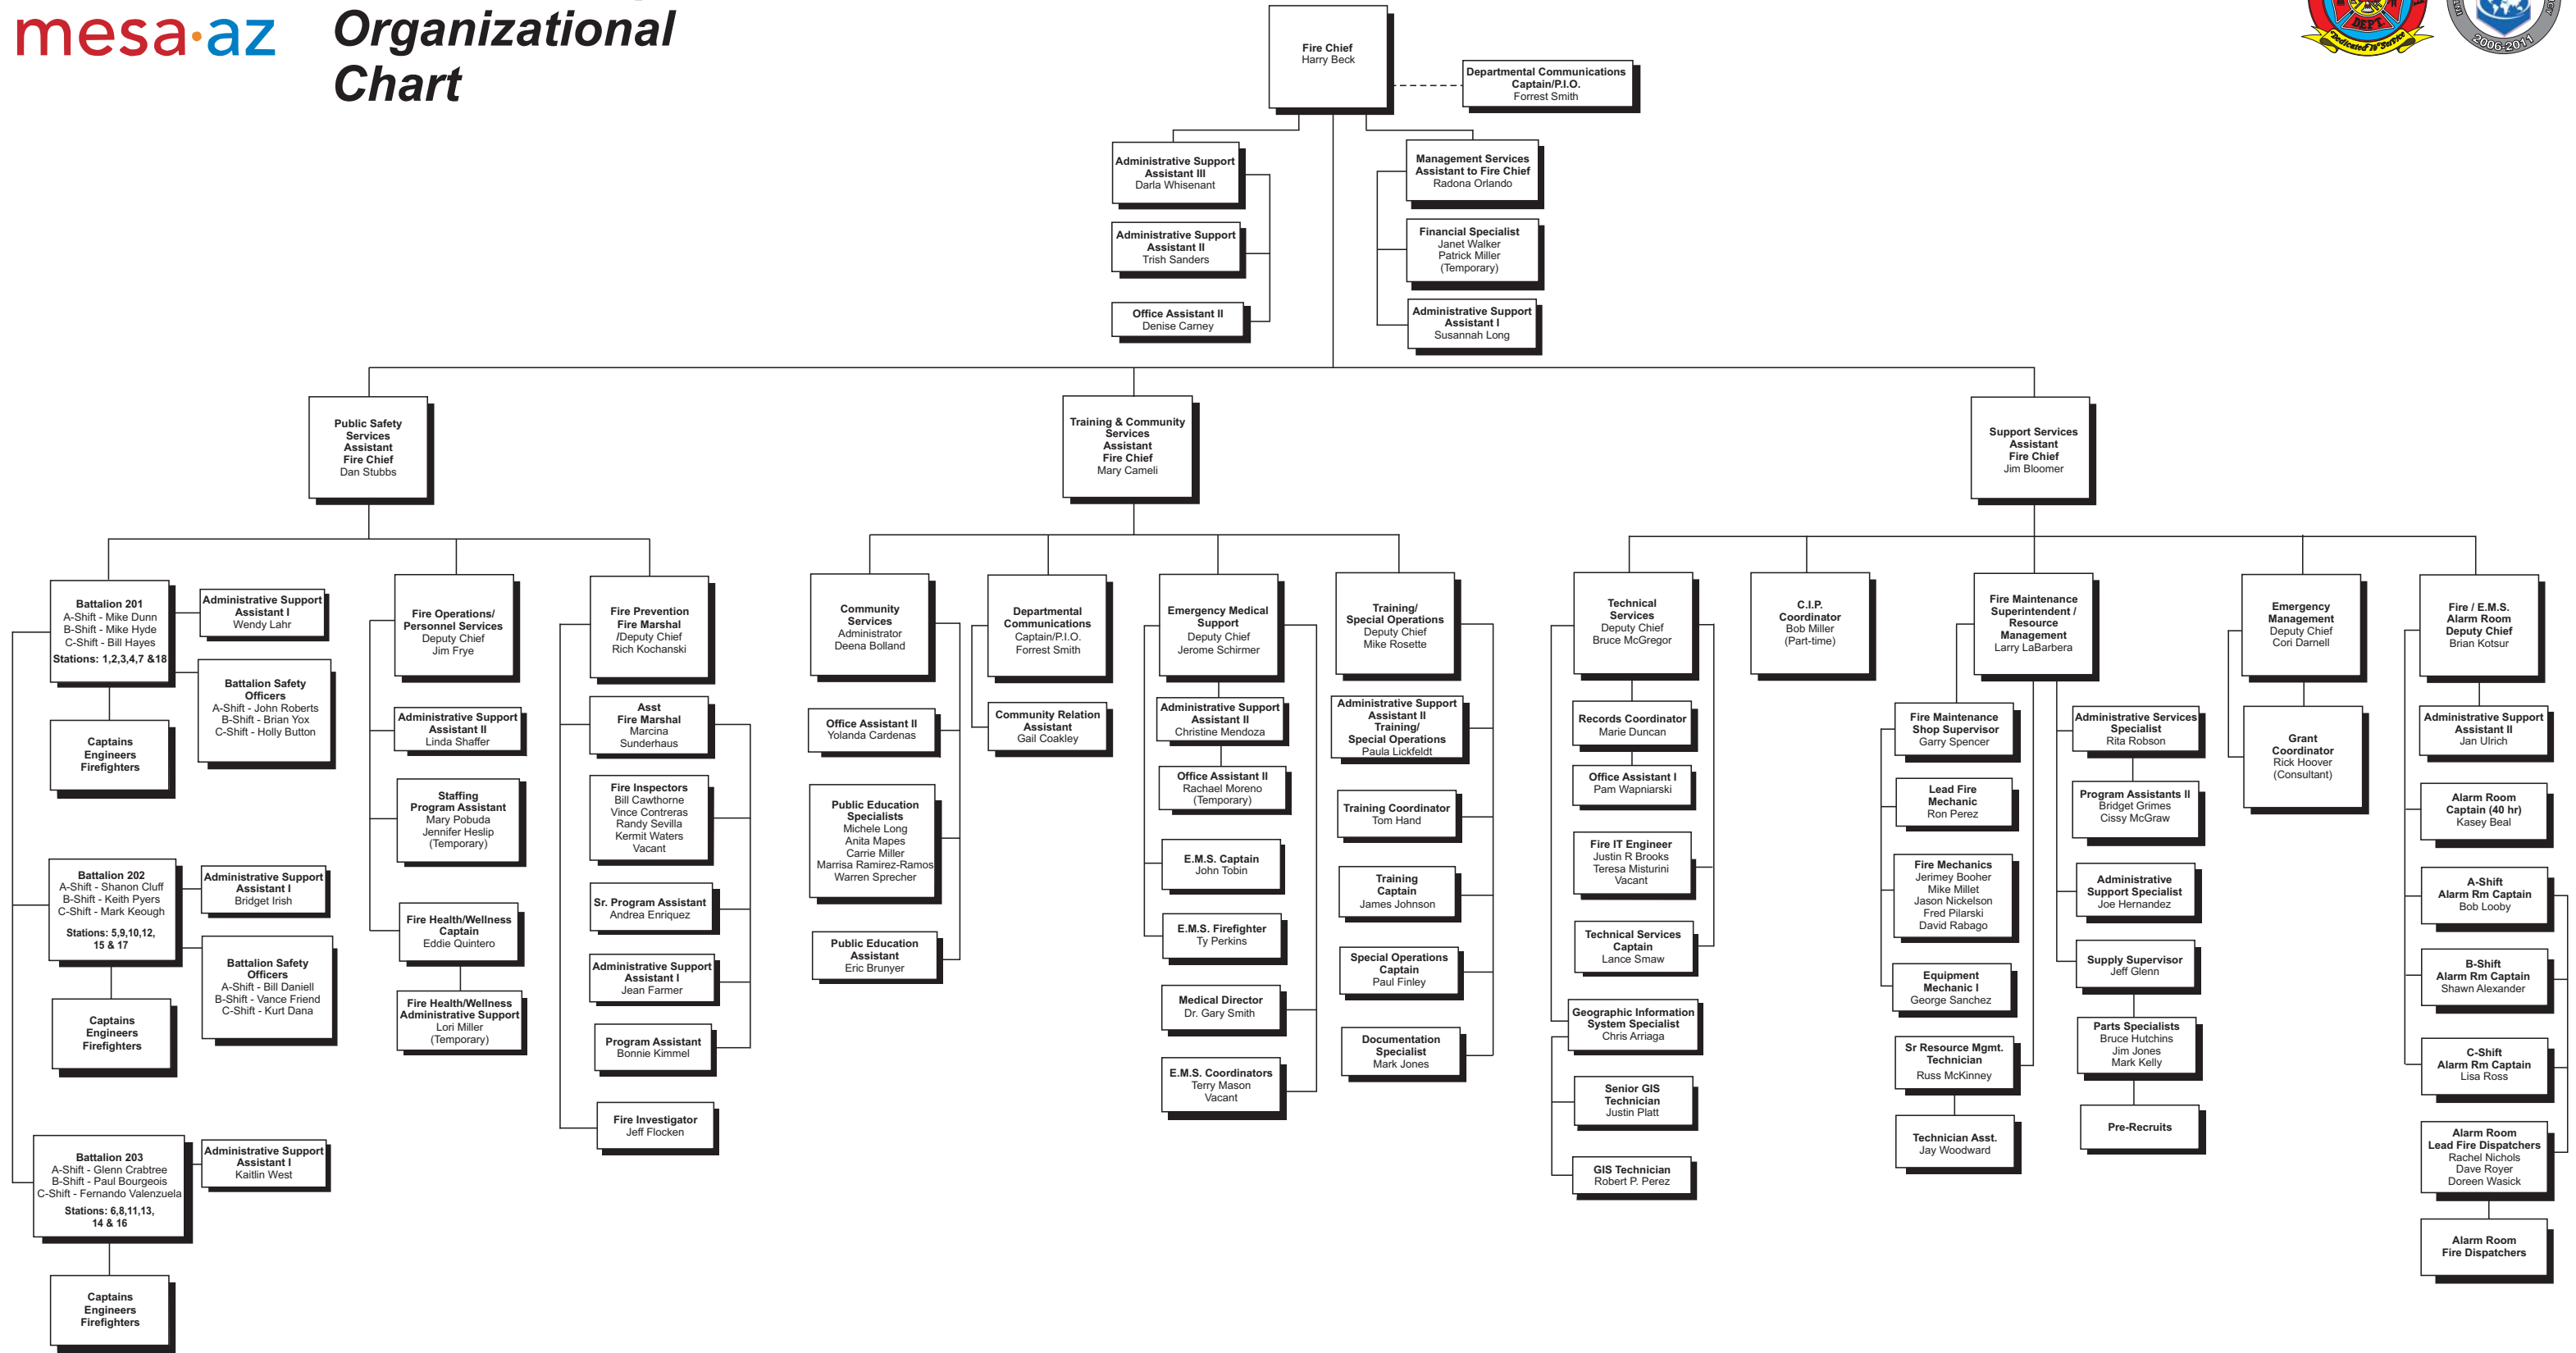 mesa·az
Organizational
Chart
DEPT.
"Dedicated To Service"
2006-2011
Fire Chief
Harry Beck
Departmental Communications
Captain/P.I.O.
Forrest Smith
Administrative Support
Assistant III
Darla Whisenant
Administrative Support
Assistant II
Trish Sanders
Office Assistant II
Denise Carney
Management Services
Assistant to Fire Chief
Radona Orlando
Financial Specialist
Janet Walker
Patrick Miller
(Temporary)
Administrative Support
Assistant I
Susannah Long
Public Safety
Services
Assistant
Fire Chief
Dan Stubbs
Training & Community
Services
Assistant
Fire Chief
Mary Cameli
Support Services
Assistant
Fire Chief
Jim Bloomer
Battalion 201
A-Shift - Mike Dunn
B-Shift - Mike Hyde
C-Shift - Bill Hayes
Stations: 1,2,3,4,7 &18
Administrative Support
Assistant I
Wendy Lahr
Battalion Safety
Officers
A-Shift - John Roberts
B-Shift - Brian Yox
C-Shift - Holly Button
Captains
Engineers
Firefighters
Battalion 202
A-Shift - Shanon Cluff
B-Shift - Keith Pyers
C-Shift - Mark Keough
Stations: 5,9,10,12,
15 & 17
Administrative Support
Assistant I
Bridget Irish
Battalion Safety
Officers
A-Shift - Bill Daniell
B-Shift - Vance Friend
C-Shift - Kurt Dana
Captains
Engineers
Firefighters
Battalion 203
A-Shift - Glenn Crabtree
B-Shift - Paul Bourgeois
C-Shift - Fernando Valenzuela
Stations: 6,8,11,13,
14 & 16
Administrative Support
Assistant I
Kaitlin West
Captains
Engineers
Firefighters
Fire Operations/
Personnel Services
Deputy Chief
Jim Frye
Administrative Support
Assistant II
Linda Shaffer
Staffing
Program Assistant
Mary Pobuda
Jennifer Heslip
(Temporary)
Fire Health/Wellness
Captain
Eddie Quintero
Fire Health/Wellness
Administrative Support
Lori Miller
(Temporary)
Fire Prevention
Fire Marshal
/Deputy Chief
Rich Kochanski
Asst
Fire Marshal
Marcina
Sunderhaus
Fire Inspectors
Bill Cawthorne
Vince Contreras
Randy Sevilla
Kermit Waters
Vacant
Sr. Program Assistant
Andrea Enriquez
Administrative Support
Assistant I
Jean Farmer
Program Assistant
Bonnie Kimmel
Fire Investigator
Jeff Flocken
Community
Services
Administrator
Deena Bolland
Office Assistant II
Yolanda Cardenas
Public Education
Specialists
Michele Long
Anita Mapes
Carrie Miller
Marrisa Ramirez-Ramos
Warren Sprecher
Public Education
Assistant
Eric Brunyer
Departmental
Communications
Captain/P.I.O.
Forrest Smith
Community Relation
Assistant
Gail Coakley
Emergency Medical
Support
Deputy Chief
Jerome Schirmer
Administrative Support
Assistant II
Christine Mendoza
Office Assistant II
Rachael Moreno
(Temporary)
E.M.S. Captain
John Tobin
E.M.S. Firefighter
Ty Perkins
Medical Director
Dr. Gary Smith
E.M.S. Coordinators
Terry Mason
Vacant
Training/
Special Operations
Deputy Chief
Mike Rosette
Administrative Support
Assistant II
Training/
Special Operations
Paula Lickfeldt
Training Coordinator
Tom Hand
Training
Captain
James Johnson
Special Operations
Captain
Paul Finley
Documentation
Specialist
Mark Jones
Technical
Services
Deputy Chief
Bruce McGregor
Records Coordinator
Marie Duncan
Office Assistant I
Pam Wapniarski
Fire IT Engineer
Justin R Brooks
Teresa Misturini
Vacant
Technical Services
Captain
Lance Smaw
Geographic Information
System Specialist
Chris Arriaga
Senior GIS
Technician
Justin Platt
GIS Technician
Robert P. Perez
C.I.P.
Coordinator
Bob Miller
(Part-time)
Fire Maintenance
Superintendent /
Resource
Management
Larry LaBarbera
Fire Maintenance
Shop Supervisor
Garry Spencer
Lead Fire
Mechanic
Ron Perez
Fire Mechanics
Jerimey Booher
Mike Millet
Jason Nickelson
Fred Pilarski
David Rabago
Equipment
Mechanic I
George Sanchez
Sr Resource Mgmt.
Technician
Russ McKinney
Technician Asst.
Jay Woodward
Administrative Services
Specialist
Rita Robson
Program Assistants II
Bridget Grimes
Cissy McGraw
Administrative
Support Specialist
Joe Hernandez
Supply Supervisor
Jeff Glenn
Parts Specialists
Bruce Hutchins
Jim Jones
Mark Kelly
Pre-Recruits
Emergency
Management
Deputy Chief
Cori Darnell
Grant
Coordinator
Rick Hoover
(Consultant)
Fire / E.M.S.
Alarm Room
Deputy Chief
Brian Kotsur
Administrative Support
Assistant II
Jan Ulrich
Alarm Room
Captain (40 hr)
Kasey Beal
A-Shift
Alarm Rm Captain
Bob Looby
B-Shift
Alarm Rm Captain
Shawn Alexander
C-Shift
Alarm Rm Captain
Lisa Ross
Alarm Room
Lead Fire Dispatchers
Rachel Nichols
Dave Royer
Doreen Wasick
Alarm Room
Fire Dispatchers